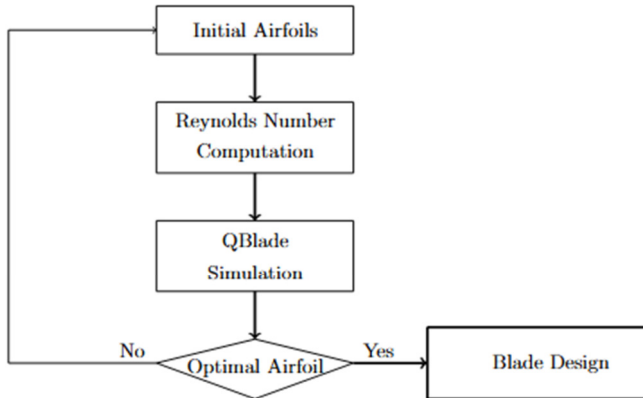 Initial Airfoils
Reynolds Number
Computation
QBlade
Simulation
No
Optimal Airfoil
Yes
Blade Design